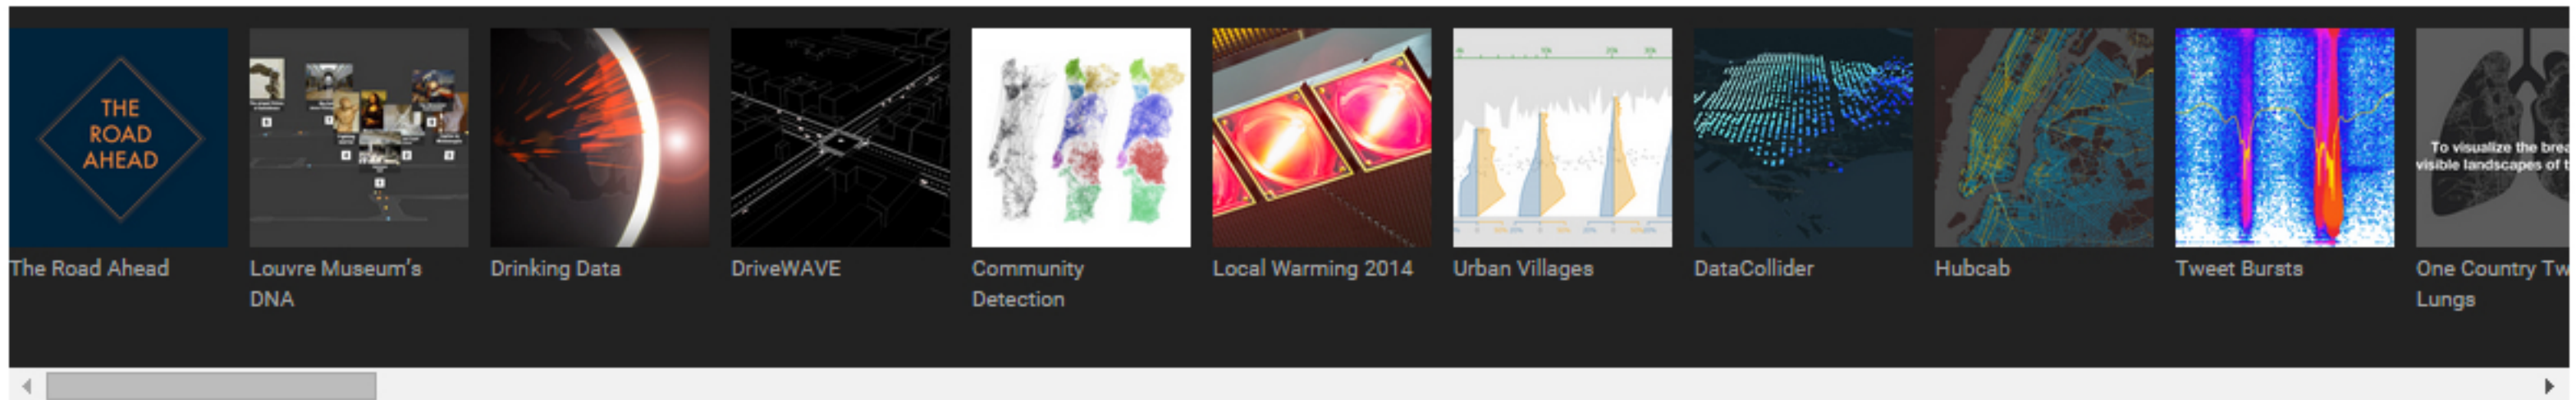 THE
ROAD
AHEAD
To visualize the brea
visible landscapes of t
The Road Ahead
Louvre Museum's
DNA
Drinking Data
DriveWAVE
Community
Detection
Local Warming 2014
Urban Villages
DataCollider
Hubcab
Tweet Bursts
One Country Tw
Lungs